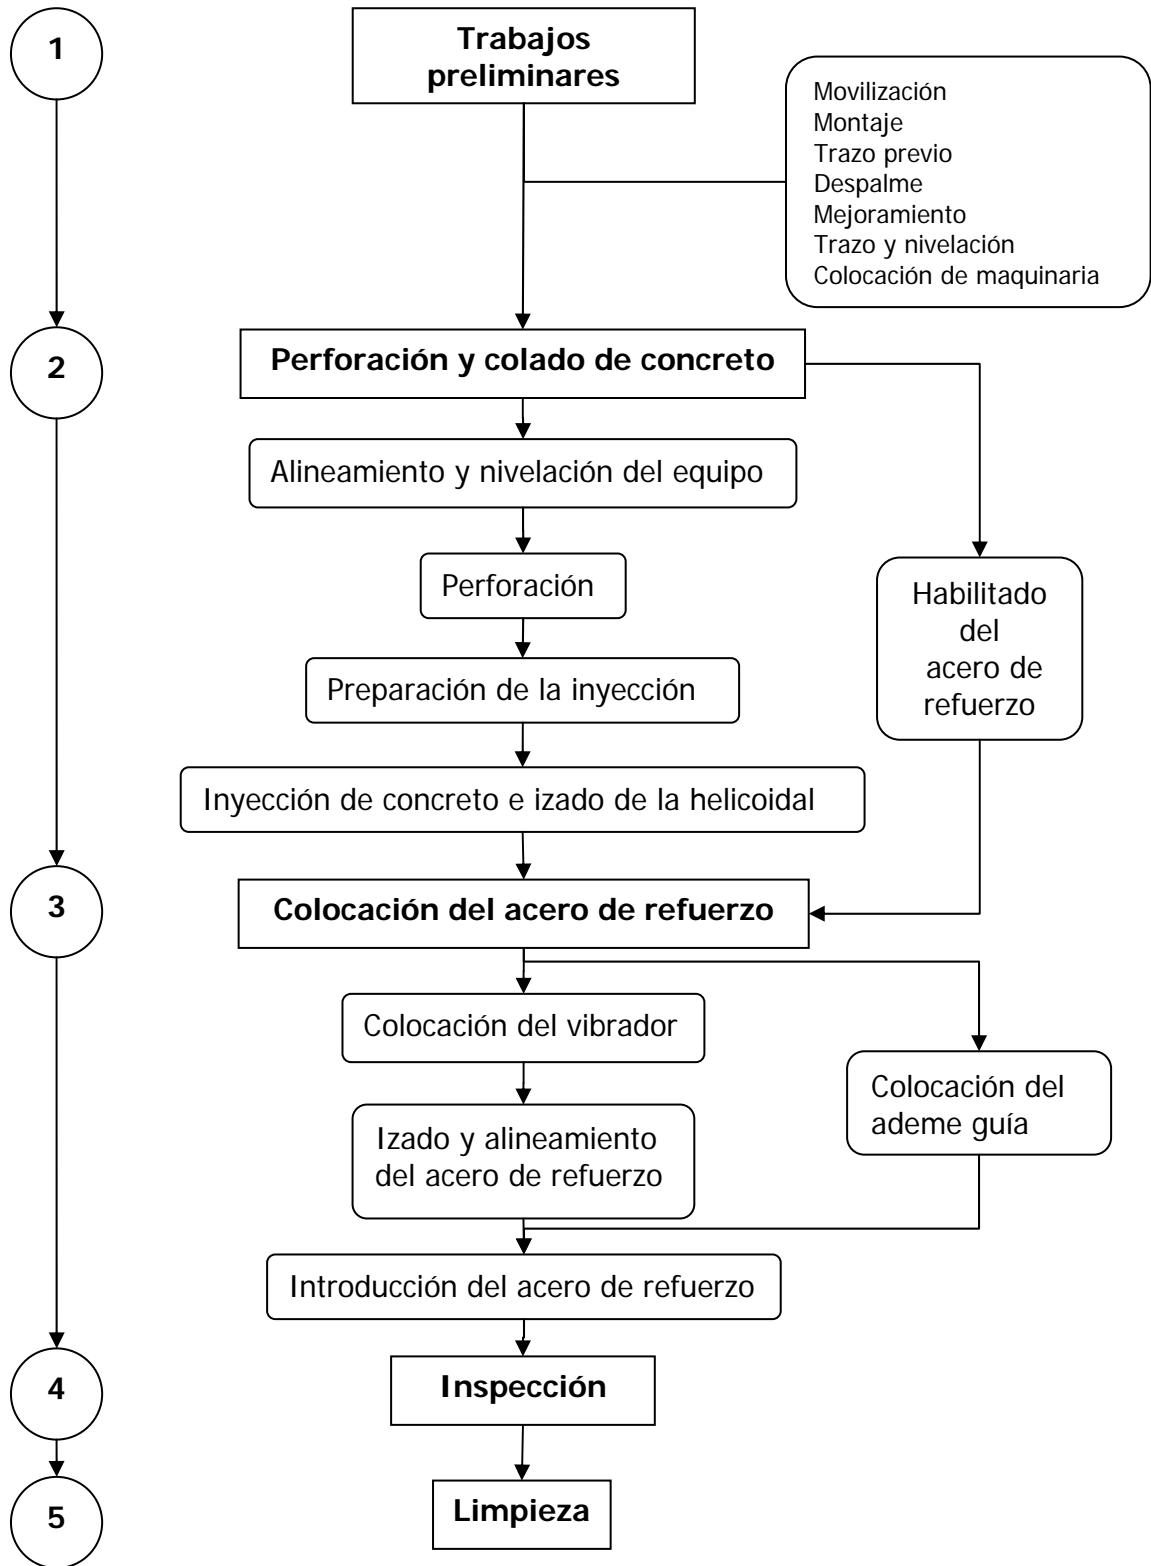 1
Trabajos
preliminares
Movilización
Montaje
Trazo previo
Despalme
Mejoramiento
Trazo y nivelación
Colocación de maquinaria
2
Perforación y colado de concreto
Alineamiento y nivelación del equipo
Perforación
Habilitado
del
acero de
refuerzo
Preparación de la inyección
Inyección de concreto e izado de la helicoidal
3
Colocación del acero de refuerzo
Colocación del vibrador
Colocación del
ademe guía
Izado y alineamiento
del acero de refuerzo
Introducción del acero de refuerzo
4
Inspección
5
Limpieza